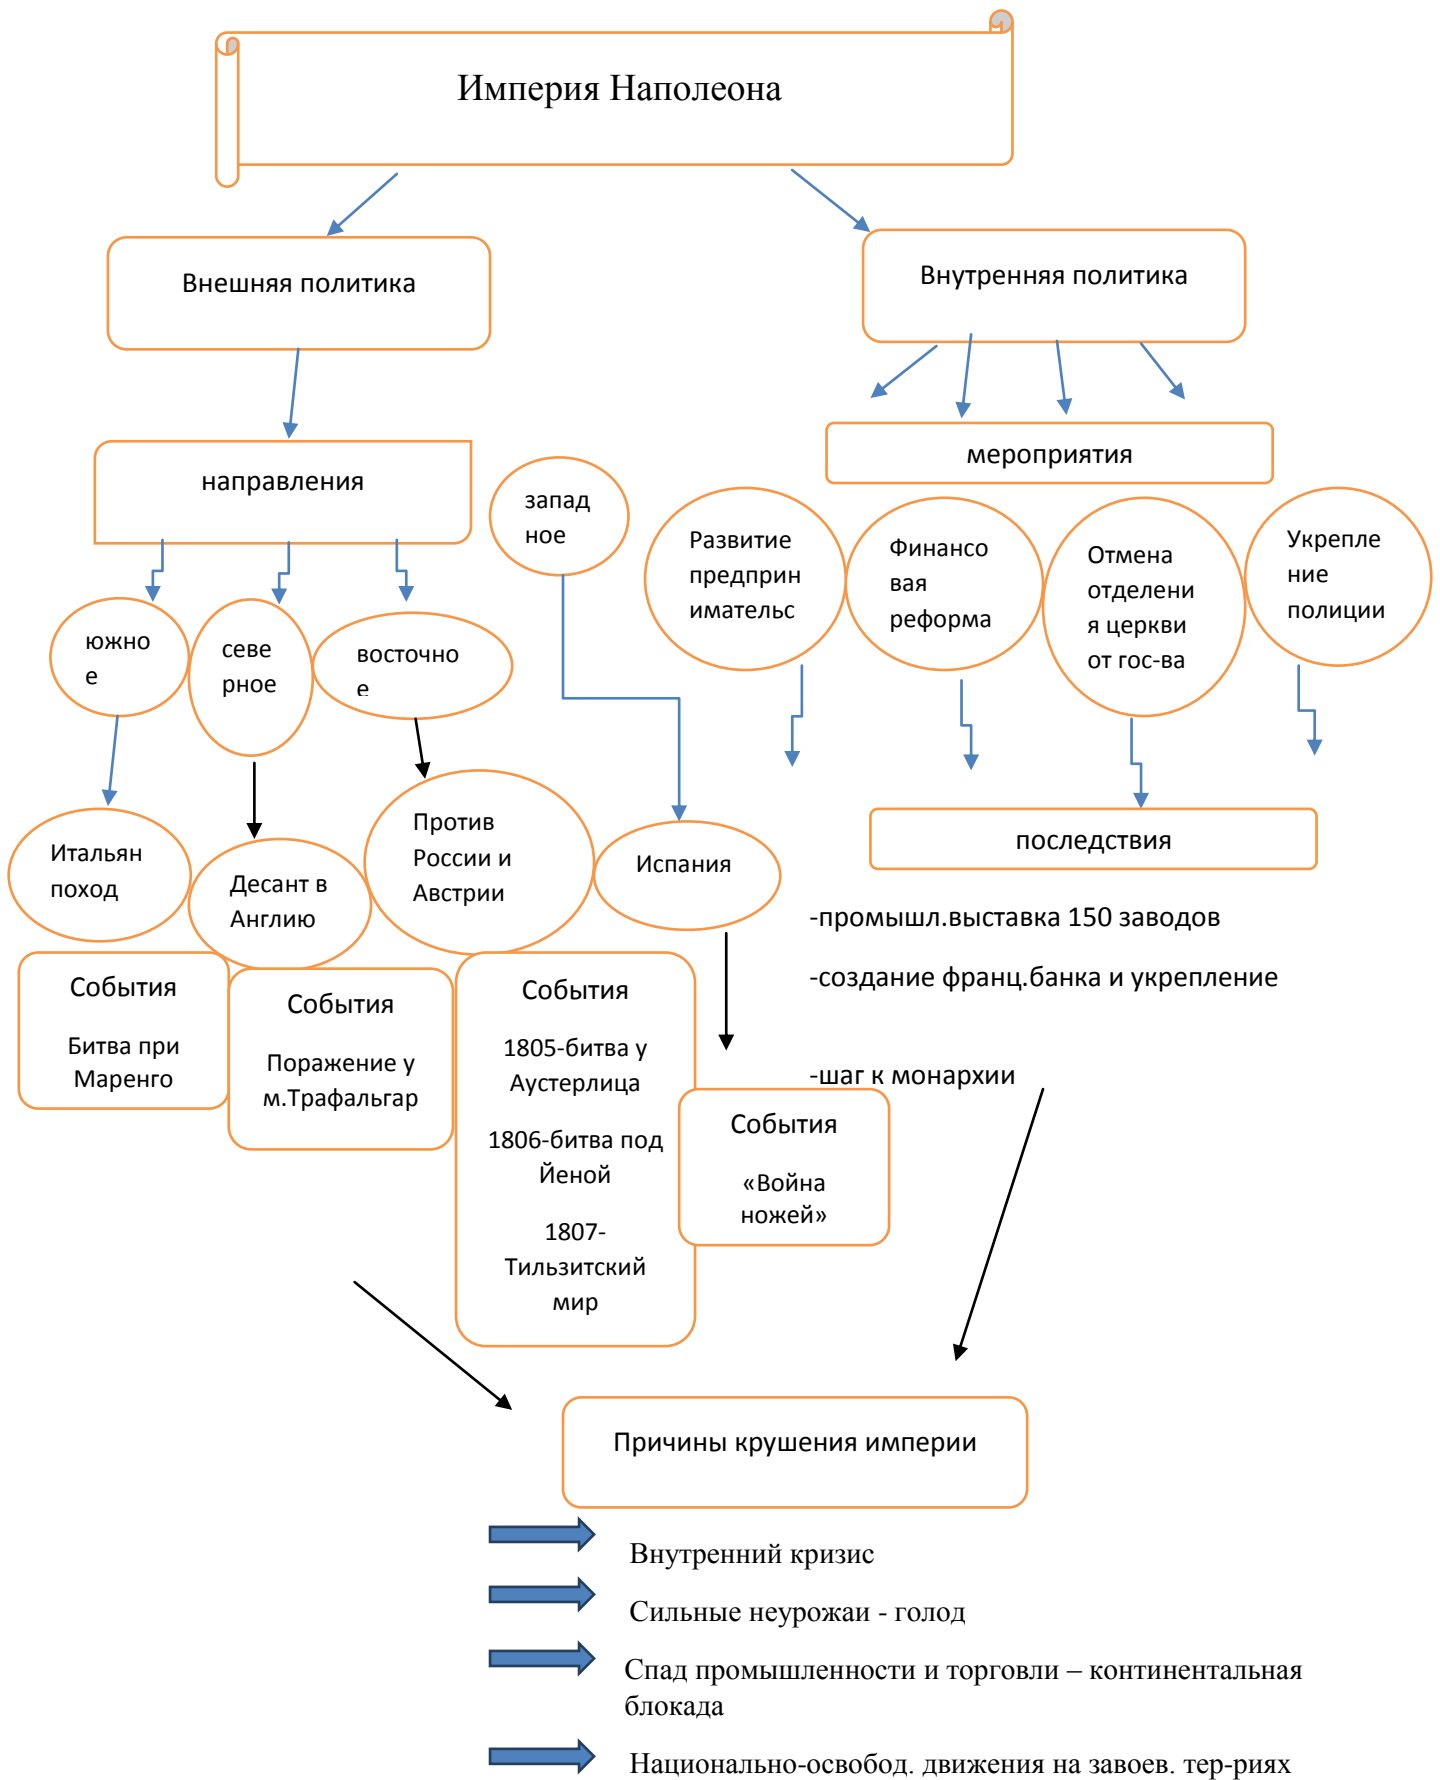 Империя Наполеона
Внешняя политика
Внутренняя политика
направления
мероприятия
запад
ное
южно
е
севе
рное
восточно
е
Развитие
предприн
имательс
Финансо
вая
реформа
Отмена
отделени
я церкви
от гос-ва
Укрепле
ние
полиции
Итальян
поход
Десант в
Англию
Против
России и
Австрии
Испания
последствия
-промышл.выставка 150 заводов
-создание франц.банка и укрепление
-шаг к монархии
События
Битва при
Маренго
События
Поражение у
м.Трафальгар
События
1805-битва у
Аустерлица
1806-битва под
Йеной
1807-
Тильзитский
мир
События
«Война
ножей»
Причины крушения империи
Внутренний кризис
Сильные неурожаи - голод
Спад промышленности и торговли – континентальная
блокада
Национально-освобод. движения на завоев. тер-риях